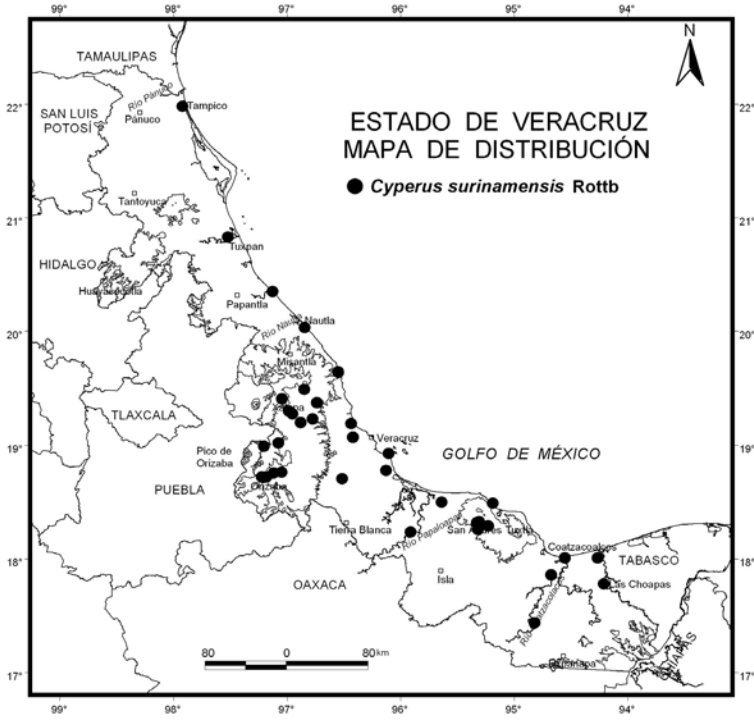 99° 98° 97° 96° 95° 94°
TAMAULIPAS
N
Río Pánuco
22° Tampico 22°
Pánuco
SAN LUIS
POTOSÍ
ESTADO DE VERACRUZ
MAPA DE DISTRIBUCIÓN
Cyperus surinamensis Rottb
Tantoyuca
21° 21°
Tuxpan
HIDALGO
Huayacocotla
Papantla
Río Nautla
Nautla
20° 20°
Misantla
TLAXCALA
Xalapa
19° Veracruz 19°
Pico de
Orizaba
GOLFO DE MÉXICO
PUEBLA
Orizaba
Tierra Blanca
Río Papaloapan
San Andrés Tuxtla
Coatzacoalcos
18° TABASCO 18°
OAXACA
Isla
Las Choapas
Río Coatzacoalcos
CHIAPAS
80 0 80 km
17° 17°
99° 98° 97° 96° 95° 94°